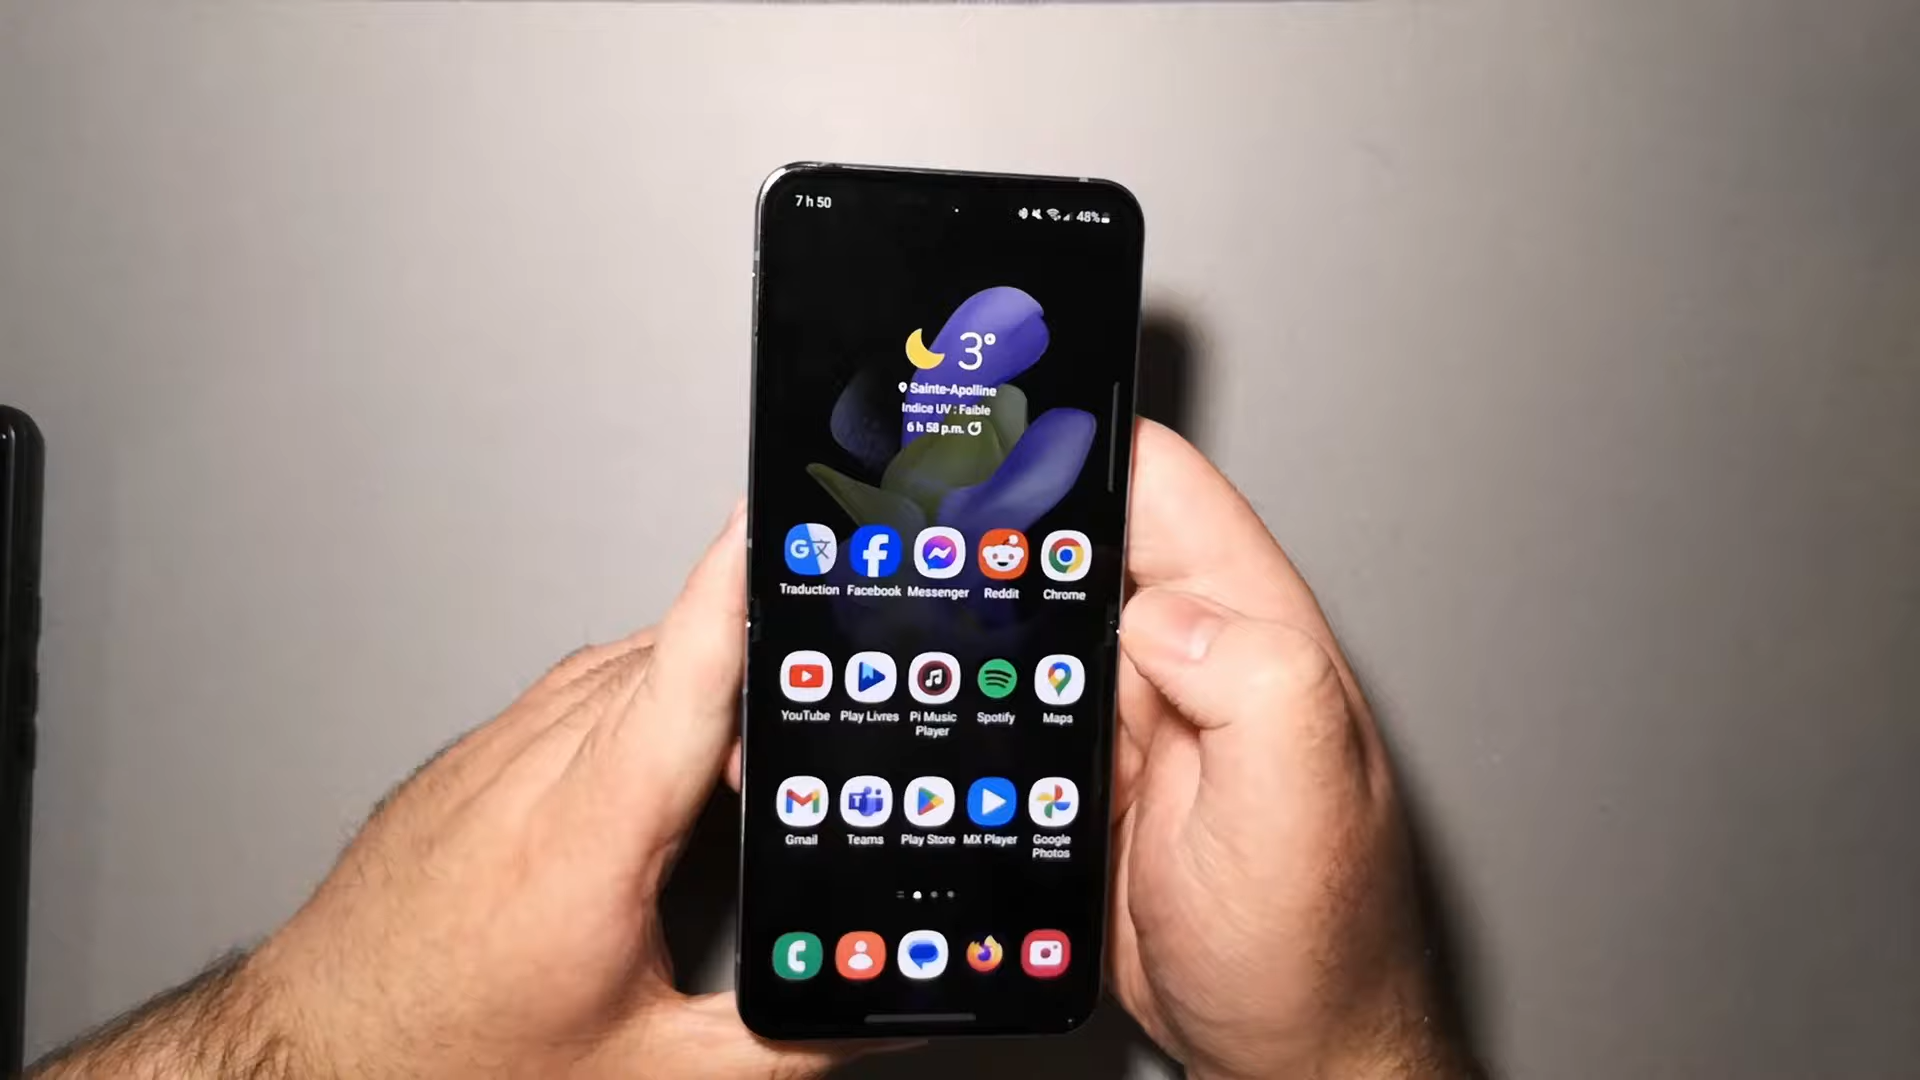 7 h 50
48%
3°
Sainte-Apolline
Indice UV : Faible
6 h 58 p.m.
Traduction Facebook Messenger Reddit Chrome
YouTube Play Livres Pi Music Player Spotify Maps
Gmail Teams Play Store MX Player Google Photos